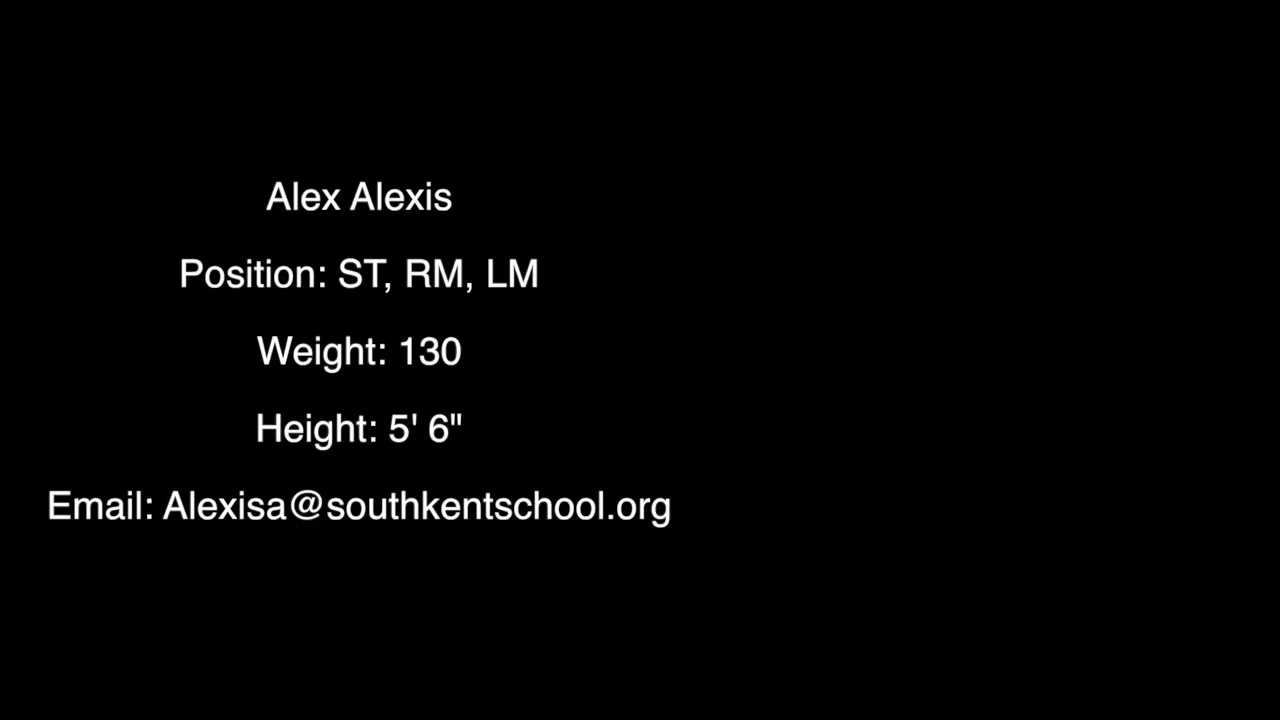 Alex Alexis
Position: ST, RM, LM
Weight: 130
Height: 5' 6"
Email: Alexisa@southkentschool.org